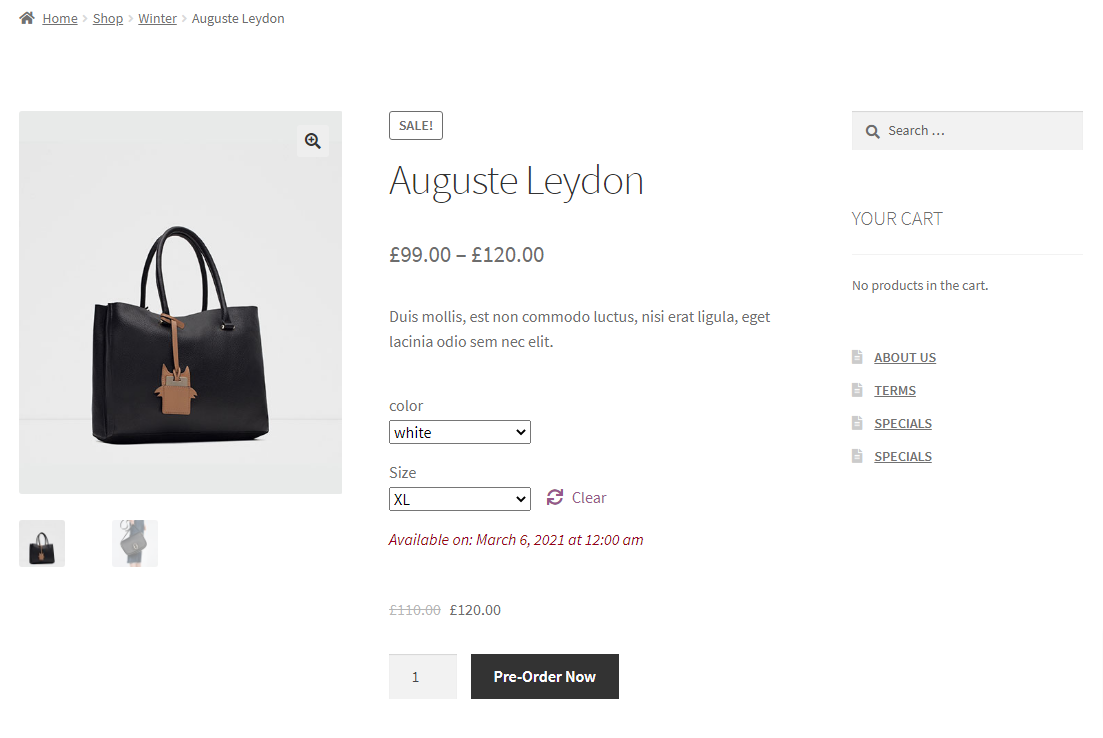 Home > Shop > Winter > Auguste Leydon
SALE!
Auguste Leydon
£99.00 – £120.00
Duis mollis, est non commodo luctus, nisi erat ligula, eget
lacinia odio sem nec elit.
color
white
Size
XL
Clear
Available on: March 6, 2021 at 12:00 am
£110.00 £120.00
1
Pre-Order Now
Search …
YOUR CART
No products in the cart.
ABOUT US
TERMS
SPECIALS
SPECIALS